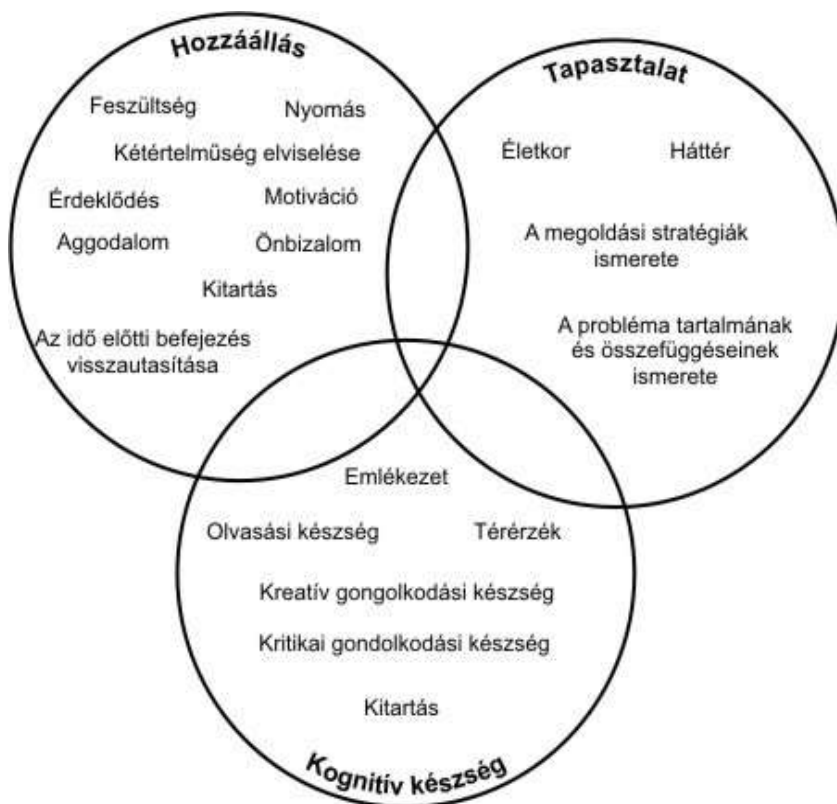 Hozzáállás
Feszültség
Nyomás
Kétértelműség elviselése
Érdeklődés
Motiváció
Aggodalom
Önbizalom
Kitartás
Az idő előtti befejezés
visszautasítása
Tapasztalat
Életkor
Háttér
A megoldási stratégiák
ismerete
A probléma tartalmának
és összefüggéseinek
ismerete
Emlékezet
Olvasási készség
Térérzék
Kreatív gongolkodási készség
Kritikai gondolkodási készség
Kitartás
Kognitív készség